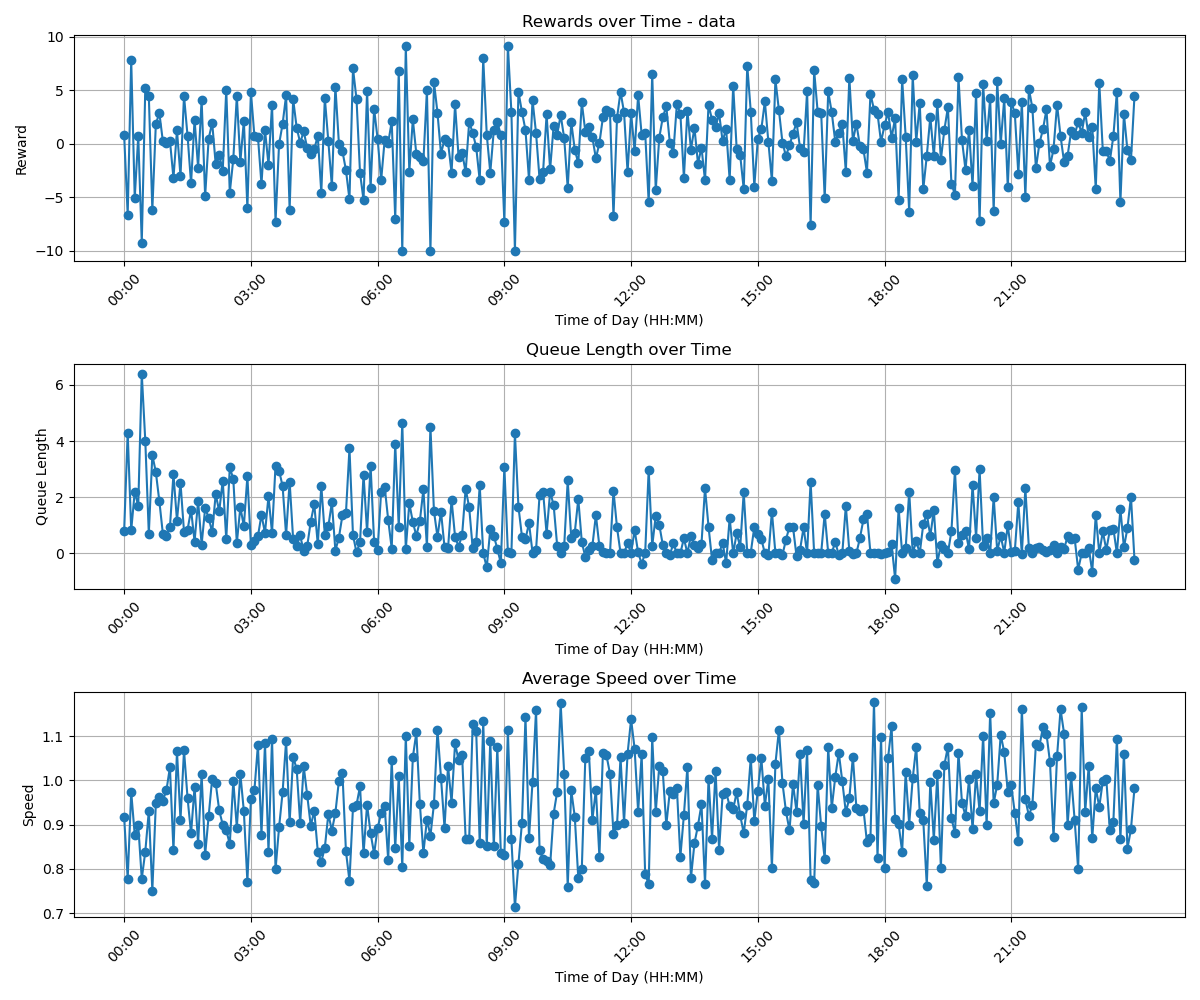 Rewards over Time - data
10
5
0
−5
−10
Reward
00:00 03:00 06:00 09:00 12:00 15:00 18:00 21:00
Time of Day (HH:MM)
Queue Length over Time
6
4
2
0
Queue Length
00:00 03:00 06:00 09:00 12:00 15:00 18:00 21:00
Time of Day (HH:MM)
Average Speed over Time
1.1
1.0
0.9
0.8
0.7
Speed
00:00 03:00 06:00 09:00 12:00 15:00 18:00 21:00
Time of Day (HH:MM)